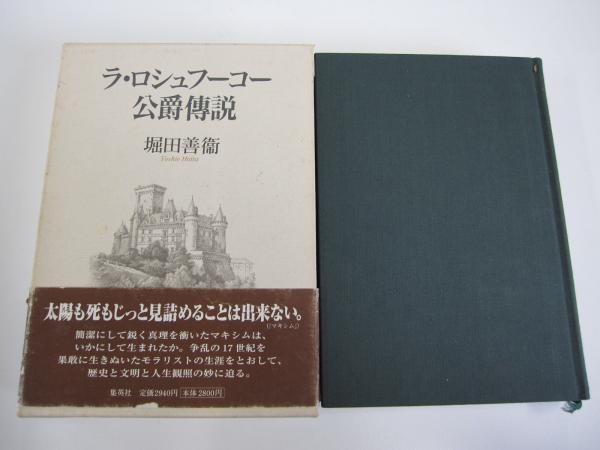 ラ・ロシュフーコー
公爵傳説
堀田善衞
Yoshie Hotta
太陽も死もじっと見詰めることは出来ない。
(『マキシム』)
簡潔にして鋭く真理を衝いたマキシムは、
いかにして生まれたか。争乱の17世紀を
果敢に生きぬいたモラリストの生涯をとおして、
歴史と文明と人生観照の妙に迫る。
集英社 定価2940円 本体2800円